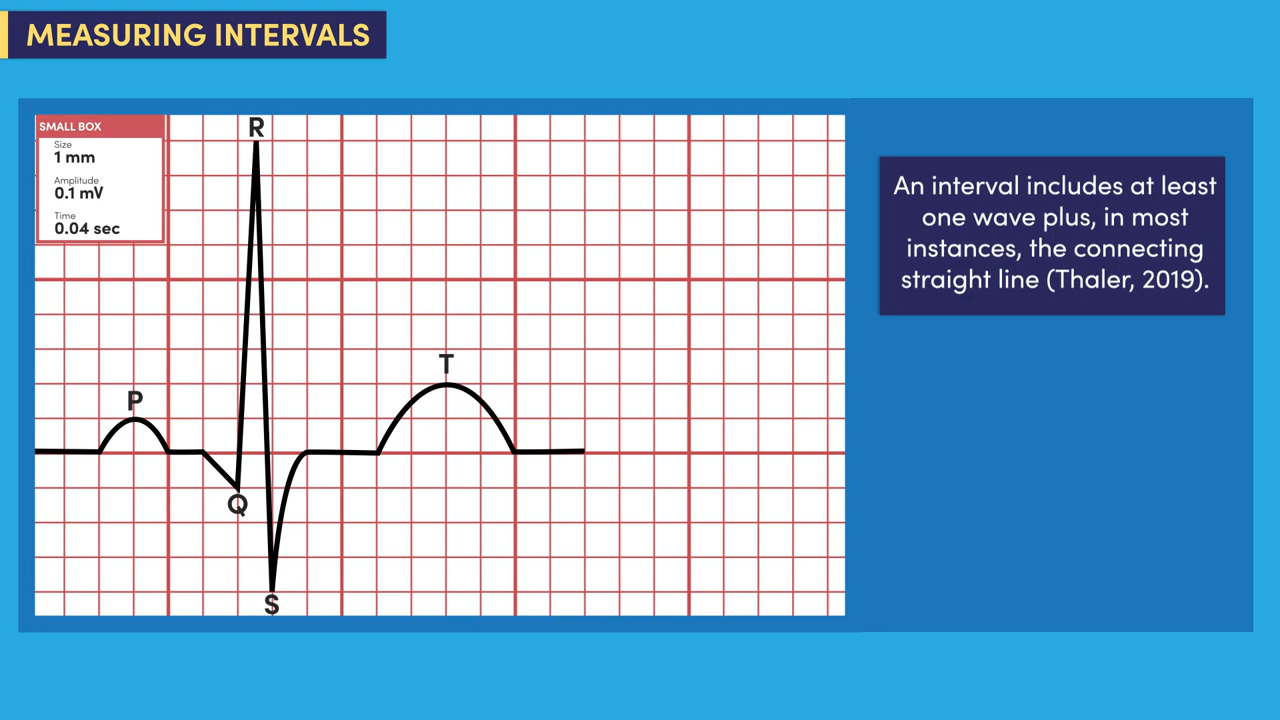 MEASURING INTERVALS
SMALL BOX
Size
1 mm
Amplitude
0.1 mV
Time
0.04 sec
R
P
T
Q
S
An interval includes at least
one wave plus, in most
instances, the connecting
straight line (Thaler, 2019).